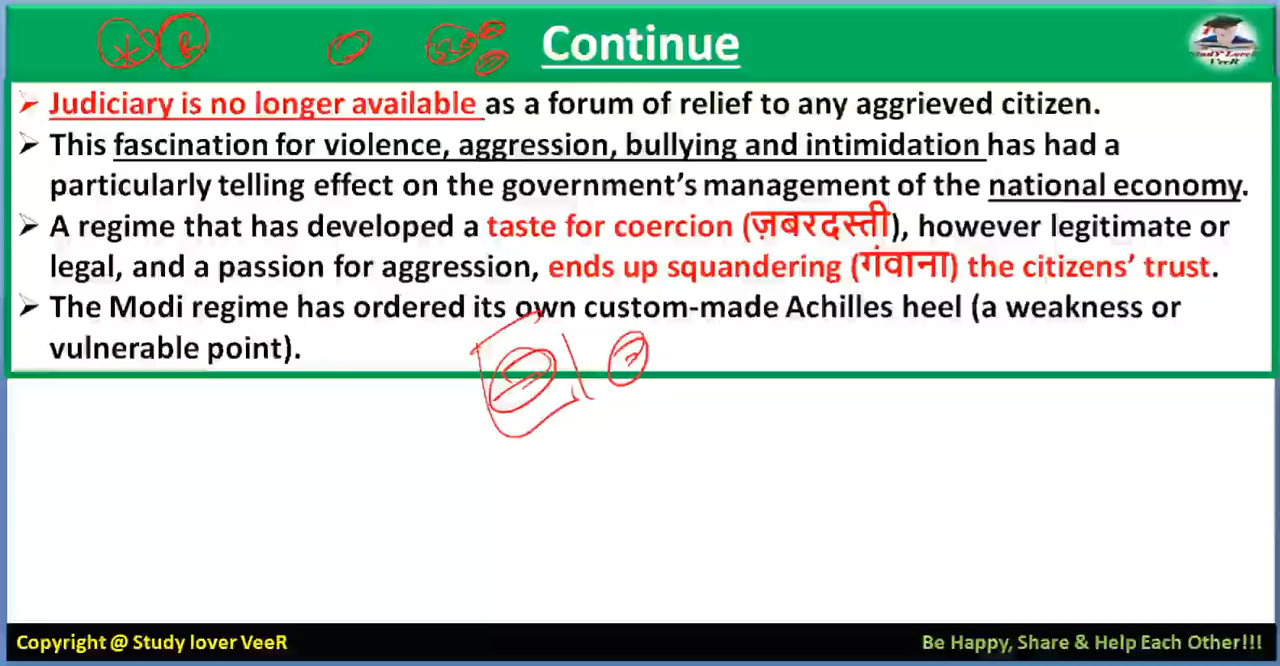 Continue
StudY Lover
VeeR
➢ Judiciary is no longer available as a forum of relief to any aggrieved citizen.
➢ This fascination for violence, aggression, bullying and intimidation has had a
particularly telling effect on the government's management of the national economy.
➢ A regime that has developed a taste for coercion (ज़बरदस्ती), however legitimate or
legal, and a passion for aggression, ends up squandering (गंवाना) the citizens' trust.
➢ The Modi regime has ordered its own custom-made Achilles heel (a weakness or
vulnerable point).
Copyright @ Study lover VeeR
Be Happy, Share & Help Each Other!!!